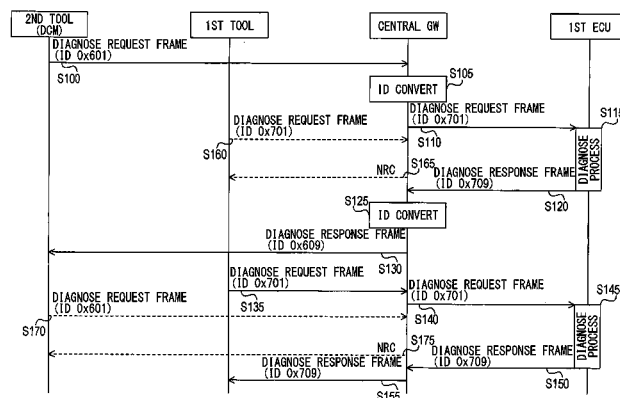 2ND TOOL
(DCM)
1ST TOOL
CENTRAL GW
1ST ECU
DIAGNOSE REQUEST FRAME
(ID 0x601)
S100
S105
ID CONVERT
DIAGNOSE REQUEST FRAME
(ID 0x701)
S110
S115
DIAGNOSE
PROCESS
DIAGNOSE REQUEST FRAME
(ID 0x701)
S160
S165
NRC
DIAGNOSE RESPONSE FRAME
(ID 0x709)
S120
S125
ID CONVERT
DIAGNOSE RESPONSE FRAME
(ID 0x609)
S130
DIAGNOSE REQUEST FRAME
(ID 0x701)
S135
DIAGNOSE REQUEST FRAME
(ID 0x701)
S140
S145
DIAGNOSE
PROCESS
DIAGNOSE REQUEST FRAME
(ID 0x601)
S170
S175
NRC
DIAGNOSE RESPONSE FRAME
(ID 0x709)
S150
DIAGNOSE RESPONSE FRAME
(ID 0x709)
S155